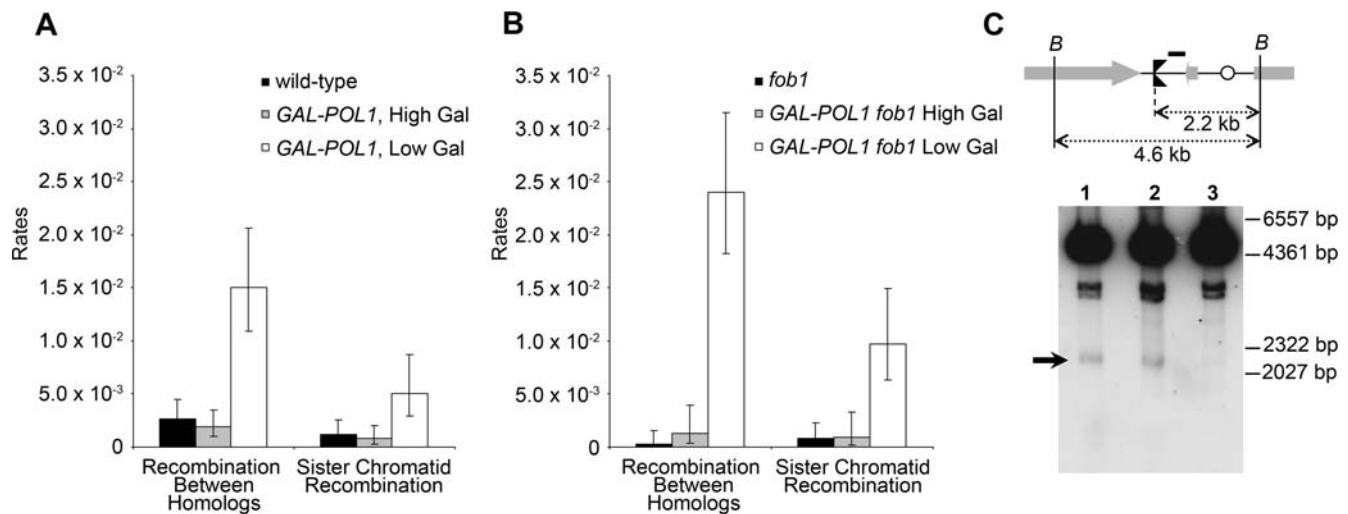 A
wild-type
GAL-POL1, High Gal
GAL-POL1, Low Gal
3.5 x 10-2
3.0 x 10-2
2.5 x 10-2
2.0 x 10-2
1.5 x 10-2
1.0 x 10-2
5.0 x 10-3
0
Rates
Recombination
Between
Homologs
Sister Chromatid
Recombination
B
fob1
GAL-POL1 fob1 High Gal
GAL-POL1 fob1 Low Gal
3.5 x 10-2
3.0 x 10-2
2.5 x 10-2
2.0 x 10-2
1.5 x 10-2
1.0 x 10-2
5.0 x 10-3
0
Rates
Recombination
Between
Homologs
Sister Chromatid
Recombination
C
B
B
2.2 kb
4.6 kb
1 2 3
6557 bp
4361 bp
2322 bp
2027 bp